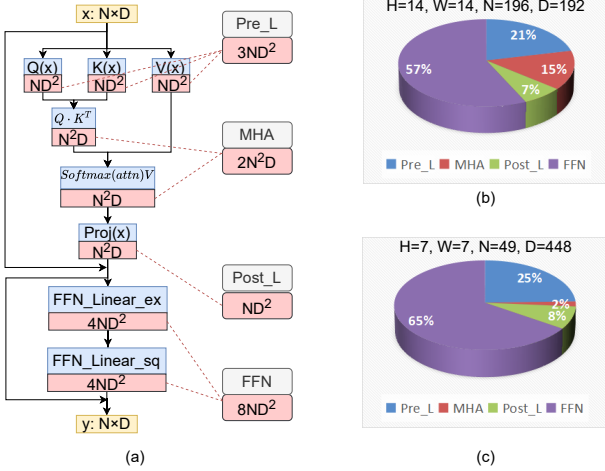 x: N×D
Q(x) K(x) V(x)
ND² ND² ND²
Q · Kᵀ
N²D
Softmax(attn)V
N²D
Proj(x)
N²D
FFN_Linear_ex
4ND²
FFN_Linear_sq
4ND²
y: N×D
Pre_L
3ND²
MHA
2N²D
Post_L
ND²
FFN
8ND²
(a)
H=14, W=14, N=196, D=192
21%
15%
7%
57%
Pre_L MHA Post_L FFN
(b)
H=7, W=7, N=49, D=448
25%
2%
8%
65%
Pre_L MHA Post_L FFN
(c)